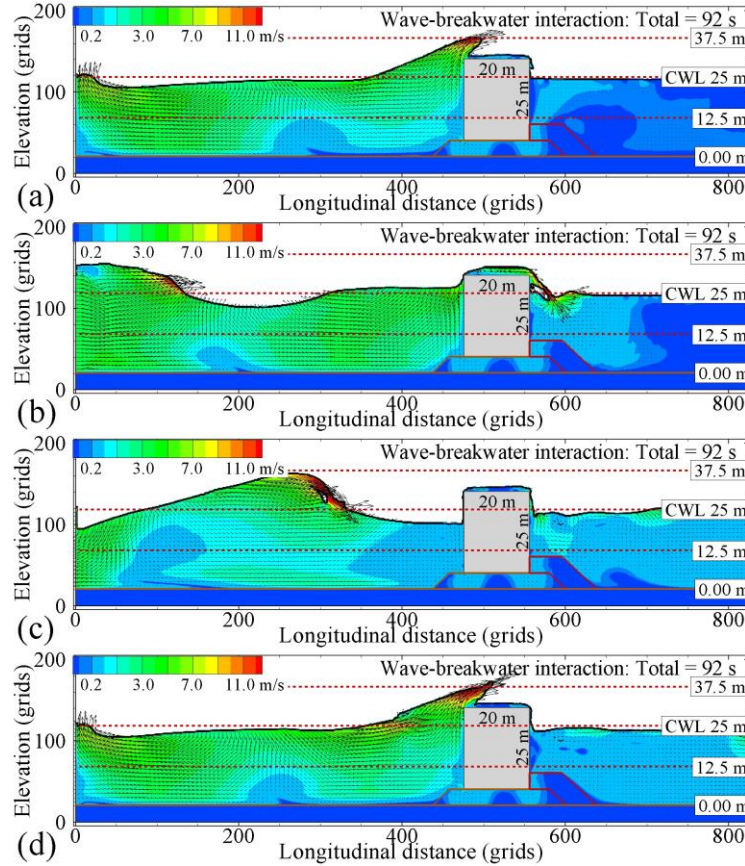 200
0.2 3.0 7.0 11.0 m/s
Wave-breakwater interaction: Total = 92 s
37.5 m
20 m
CWL 25 m
25 m
100
12.5 m
0.00 m
0
Elevation (grids)
0 200 400 600 800
Longitudinal distance (grids)
(a)
200
0.2 3.0 7.0 11.0 m/s
Wave-breakwater interaction: Total = 92 s
37.5 m
20 m
CWL 25 m
25 m
100
12.5 m
0.00 m
0
Elevation (grids)
0 200 400 600
Longitudinal distance (grids)
(b)
200
0.2 3.0 7.0 11.0 m/s
Wave-breakwater interaction: Total = 92 s
37.5 m
20 m
CWL 25 m
25 m
100
12.5 m
0.00 m
0
Elevation (grids)
0 200 400 600 800
Longitudinal distance (grids)
(c)
200
0.2 3.0 7.0 11.0 m/s
Wave-breakwater interaction: Total = 92 s
37.5 m
20 m
CWL 25 m
25 m
100
12.5 m
0.00 m
0
Elevation (grids)
0 200 400 600
Longitudinal distance (grids)
(d)